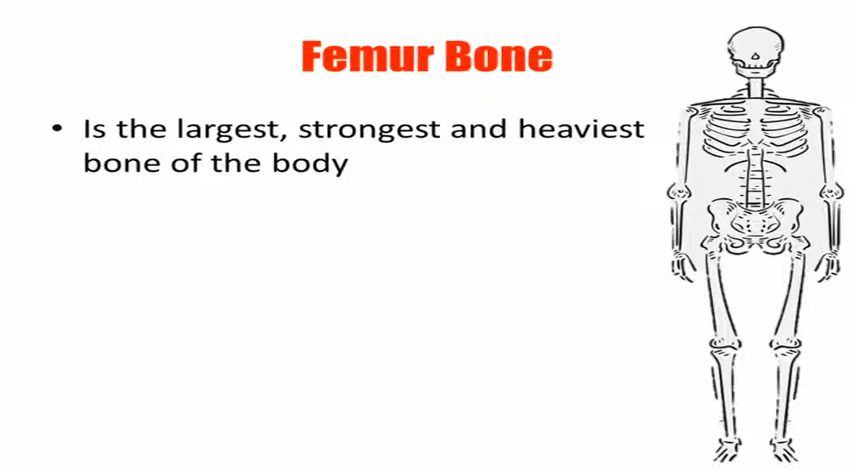 Femur Bone
• Is the largest, strongest and heaviest
bone of the body